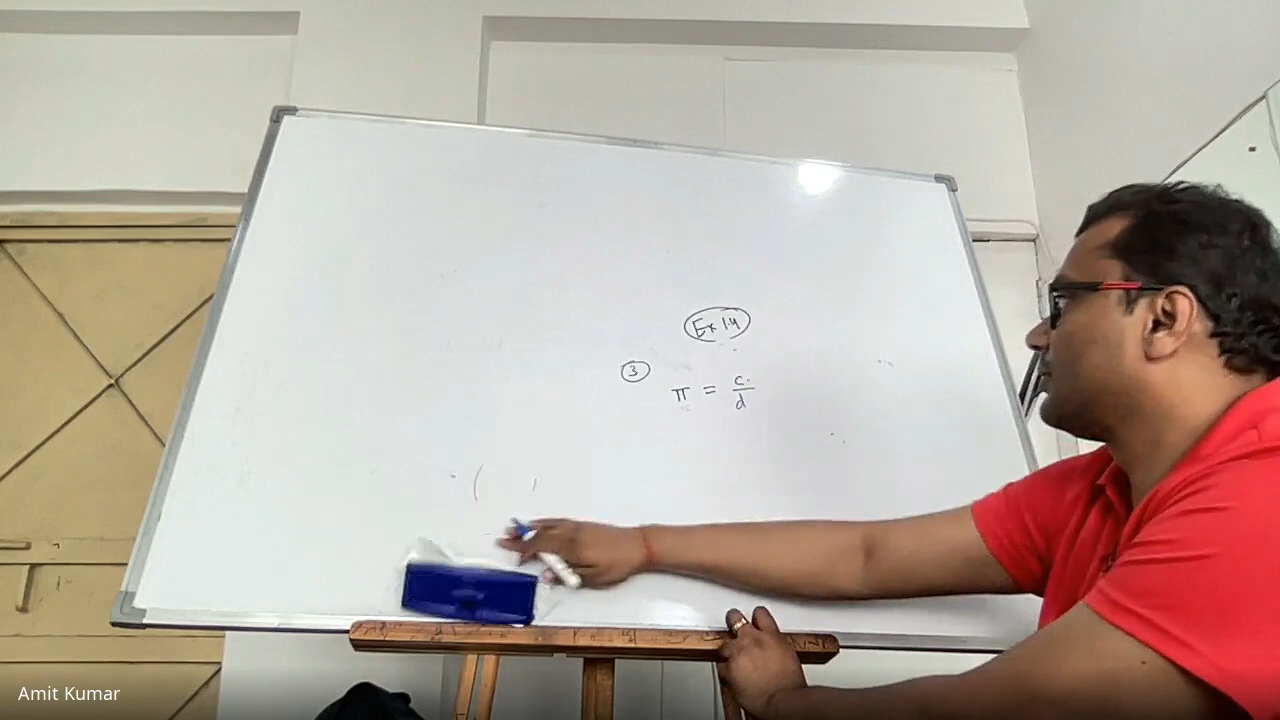 Ex 1.4
③
π = c/d
(
Amit Kumar